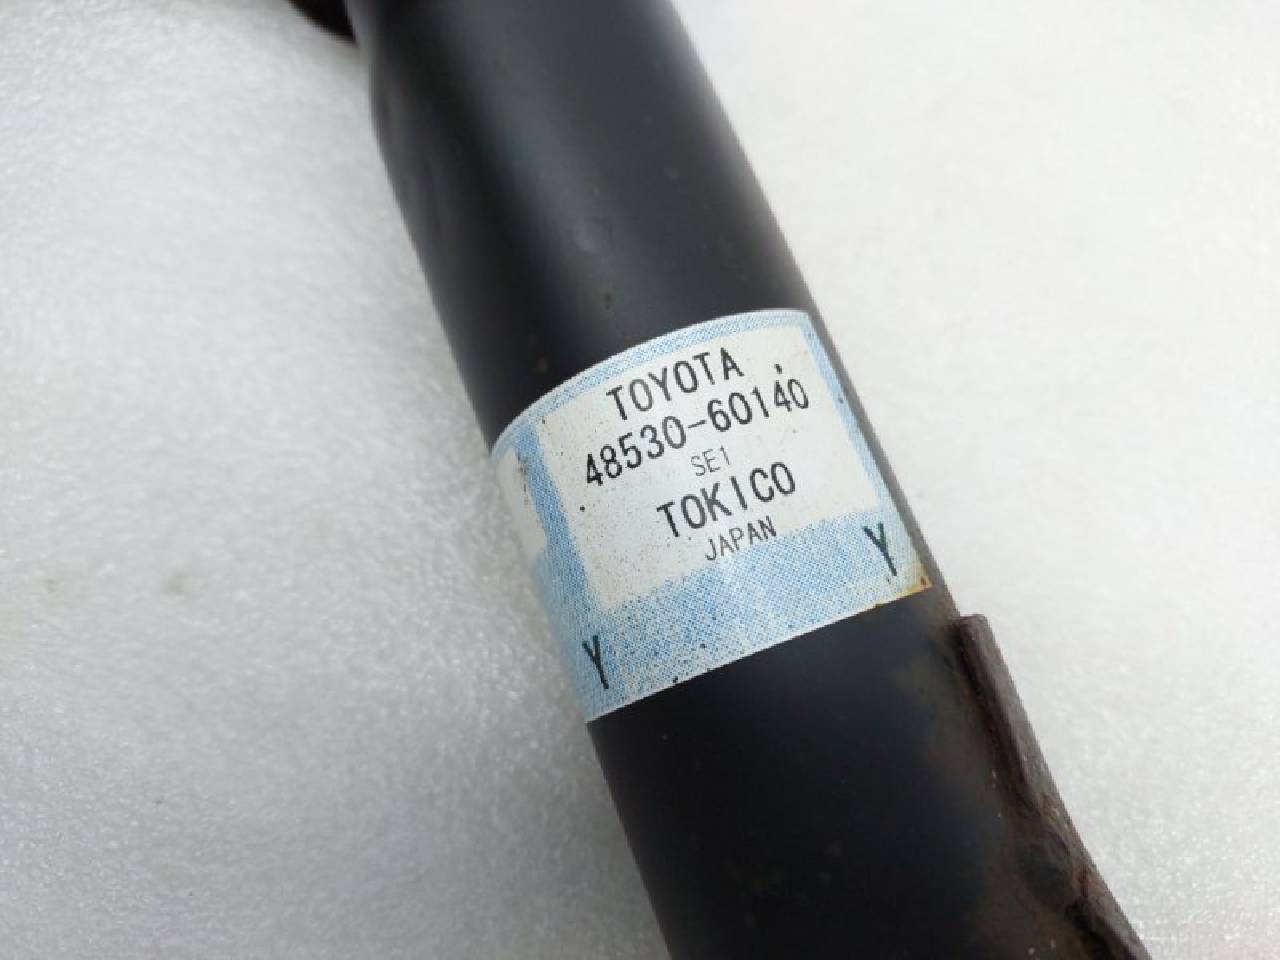 TOYOTA
48530-60140
SE1
TOKICO
JAPAN
Y
Y